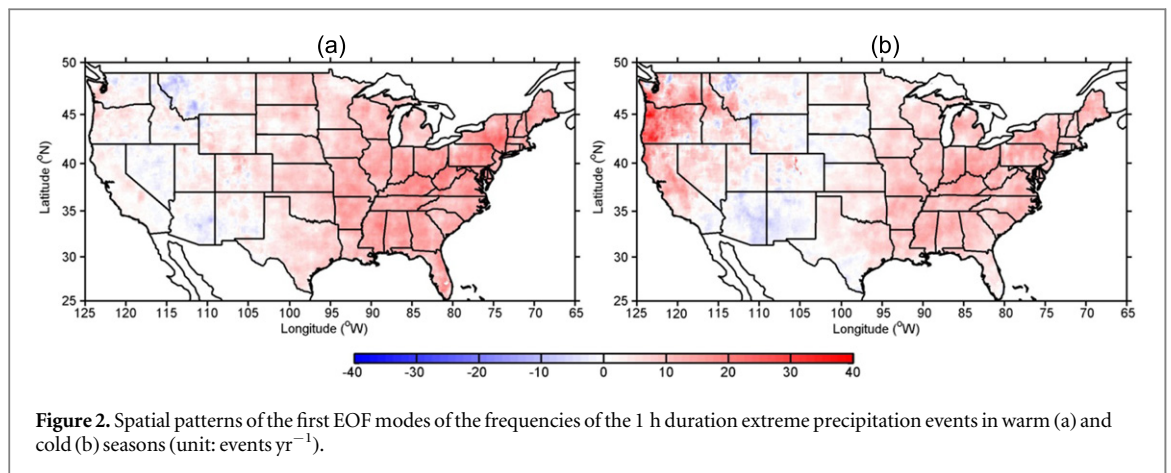 (a) (b)
50 50
45 45
40 40
35 35
30 30
25 25
Latitude (°N) Latitude (°N)
125 120 115 110 105 100 95 90 85 80 75 70 65 125 120 115 110 105 100 95 90 85 80 75 70 65
Longitude (°W) Longitude (°W)
-40 -30 -20 -10 0 10 20 30 40
Figure 2. Spatial patterns of the first EOF modes of the frequencies of the 1 h duration extreme precipitation events in warm (a) and
cold (b) seasons (unit: events yr⁻¹).